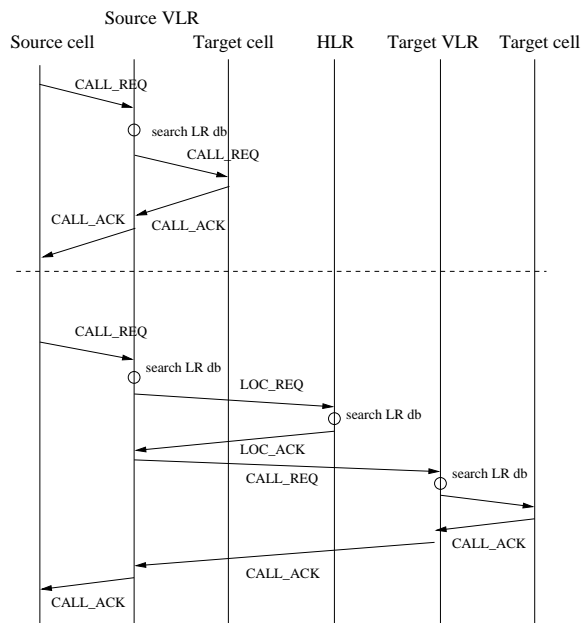 Source VLR
Source cell
Target cell
HLR
Target VLR
Target cell
CALL_REQ
search LR db
CALL_REQ
CALL_ACK
CALL_ACK
CALL_REQ
search LR db
LOC_REQ
search LR db
LOC_ACK
CALL_REQ
search LR db
CALL_ACK
CALL_ACK
CALL_ACK